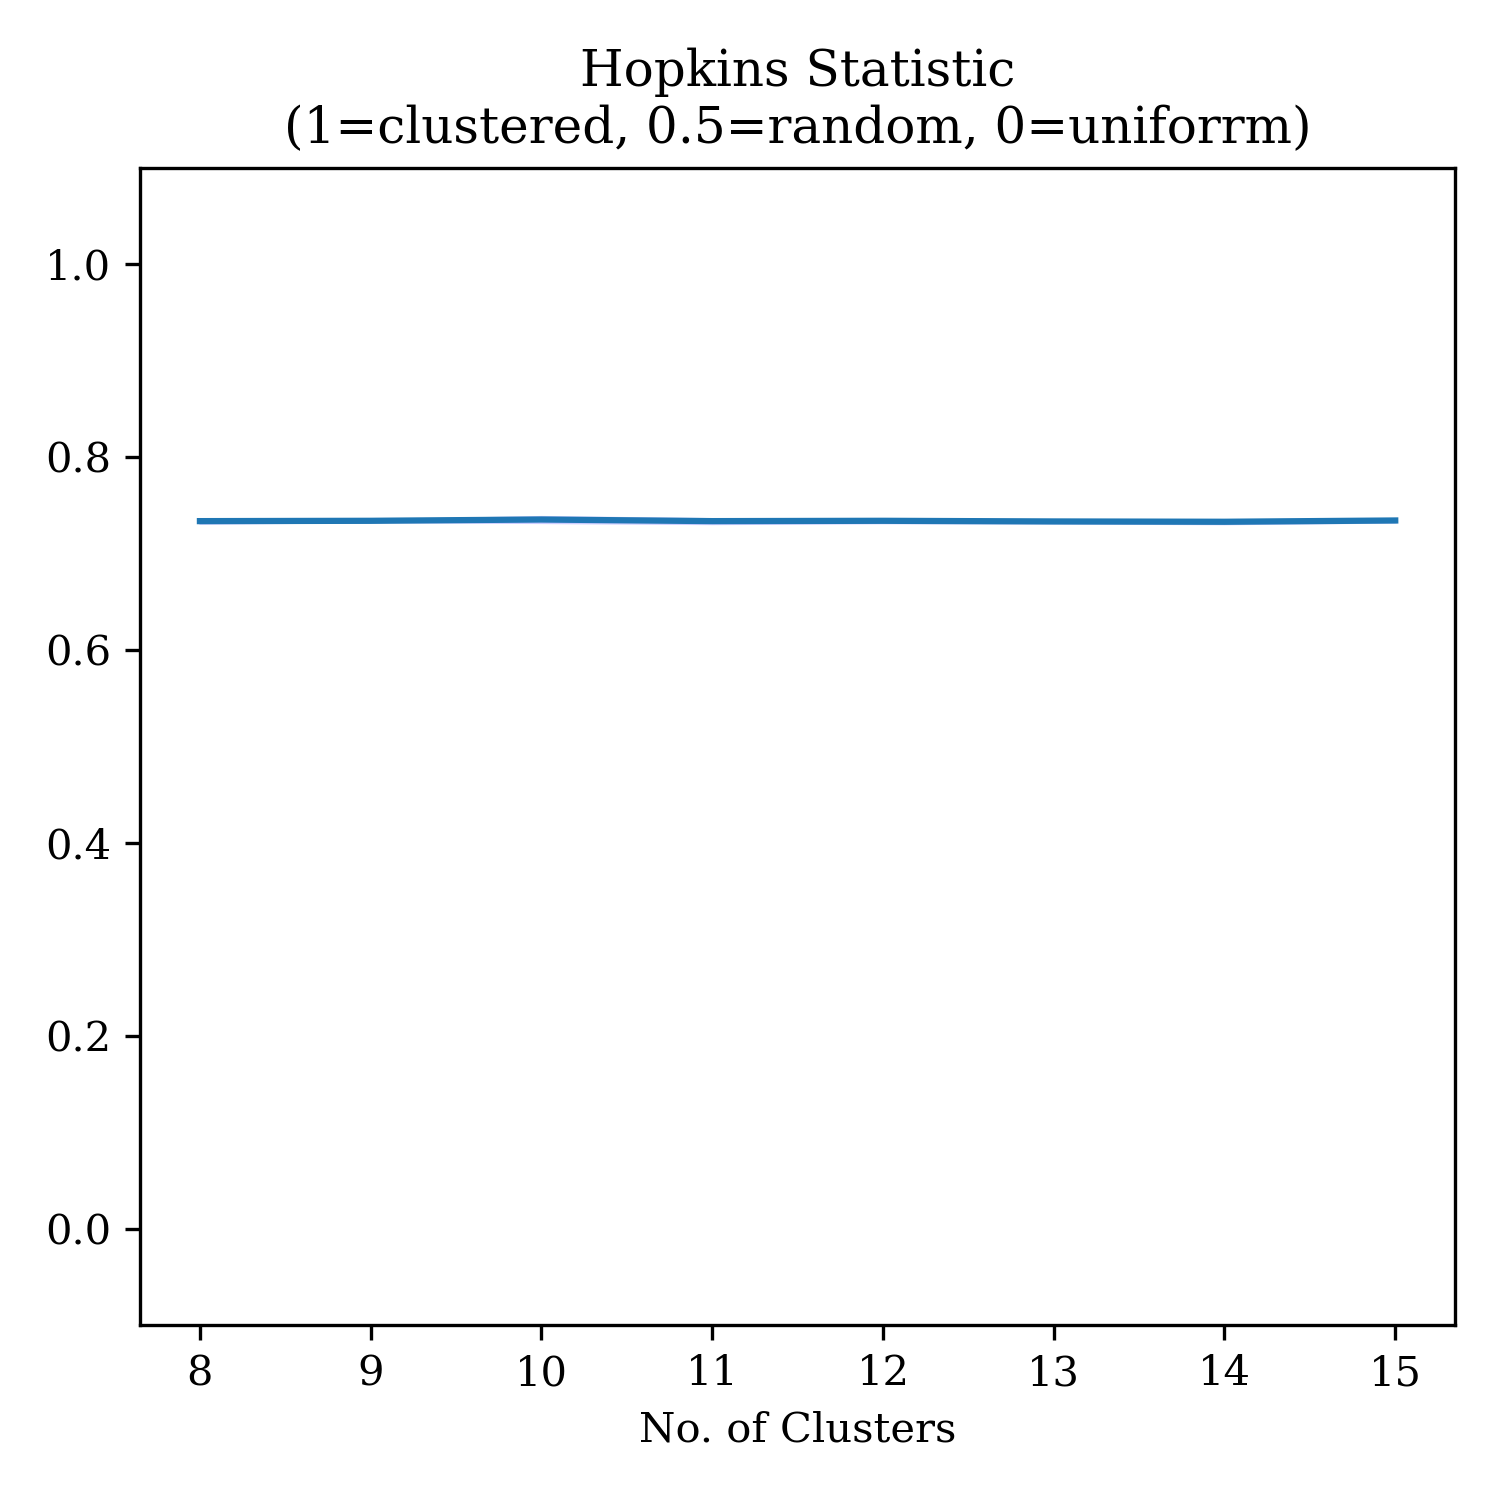 Hopkins Statistic
(1=clustered, 0.5=random, 0=uniforrm)
1.0
0.8
0.6
0.4
0.2
0.0
8 9 10 11 12 13 14 15
No. of Clusters